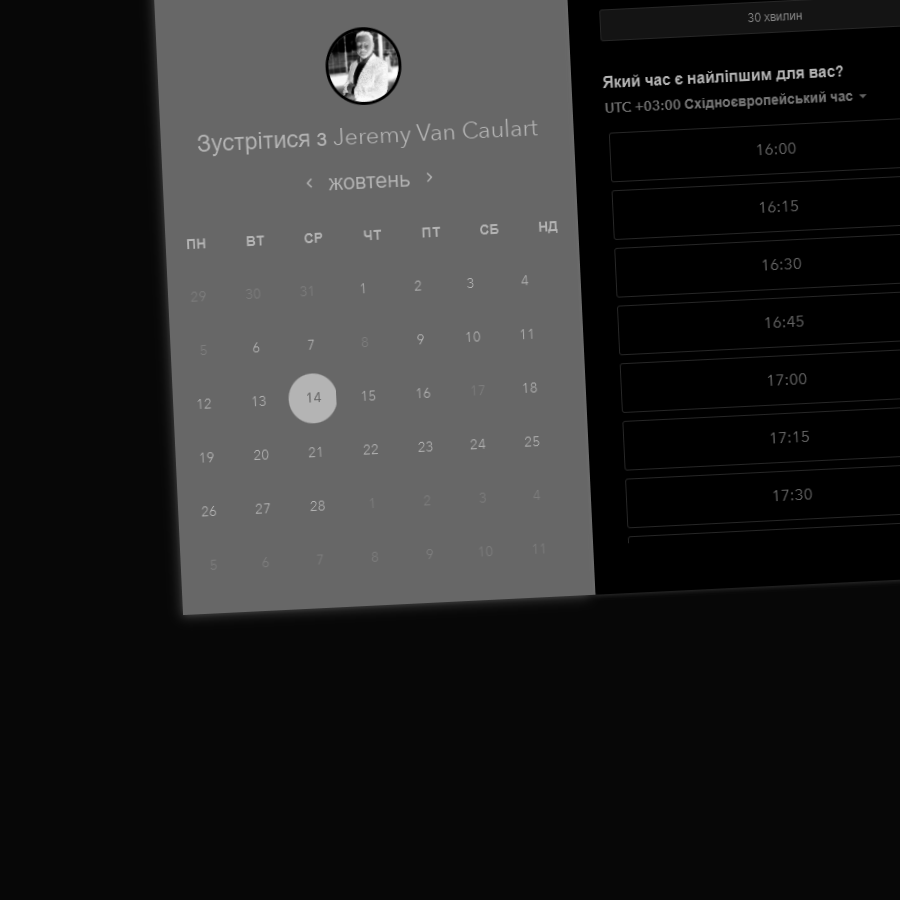 Зустрітися з Jeremy Van Caulart
жовтень
ПН ВТ СР ЧТ ПТ СБ НД
29 30 31 1 2 3 4
5 6 7 8 9 10 11
12 13 14 15 16 17 18
19 20 21 22 23 24 25
26 27 28 1 2 3 4
5 6 7 8 9 10 11
30 хвилин
Який час є найліпшим для вас?
UTC +03:00 Східноєвропейський час
16:00
16:15
16:30
16:45
17:00
17:15
17:30